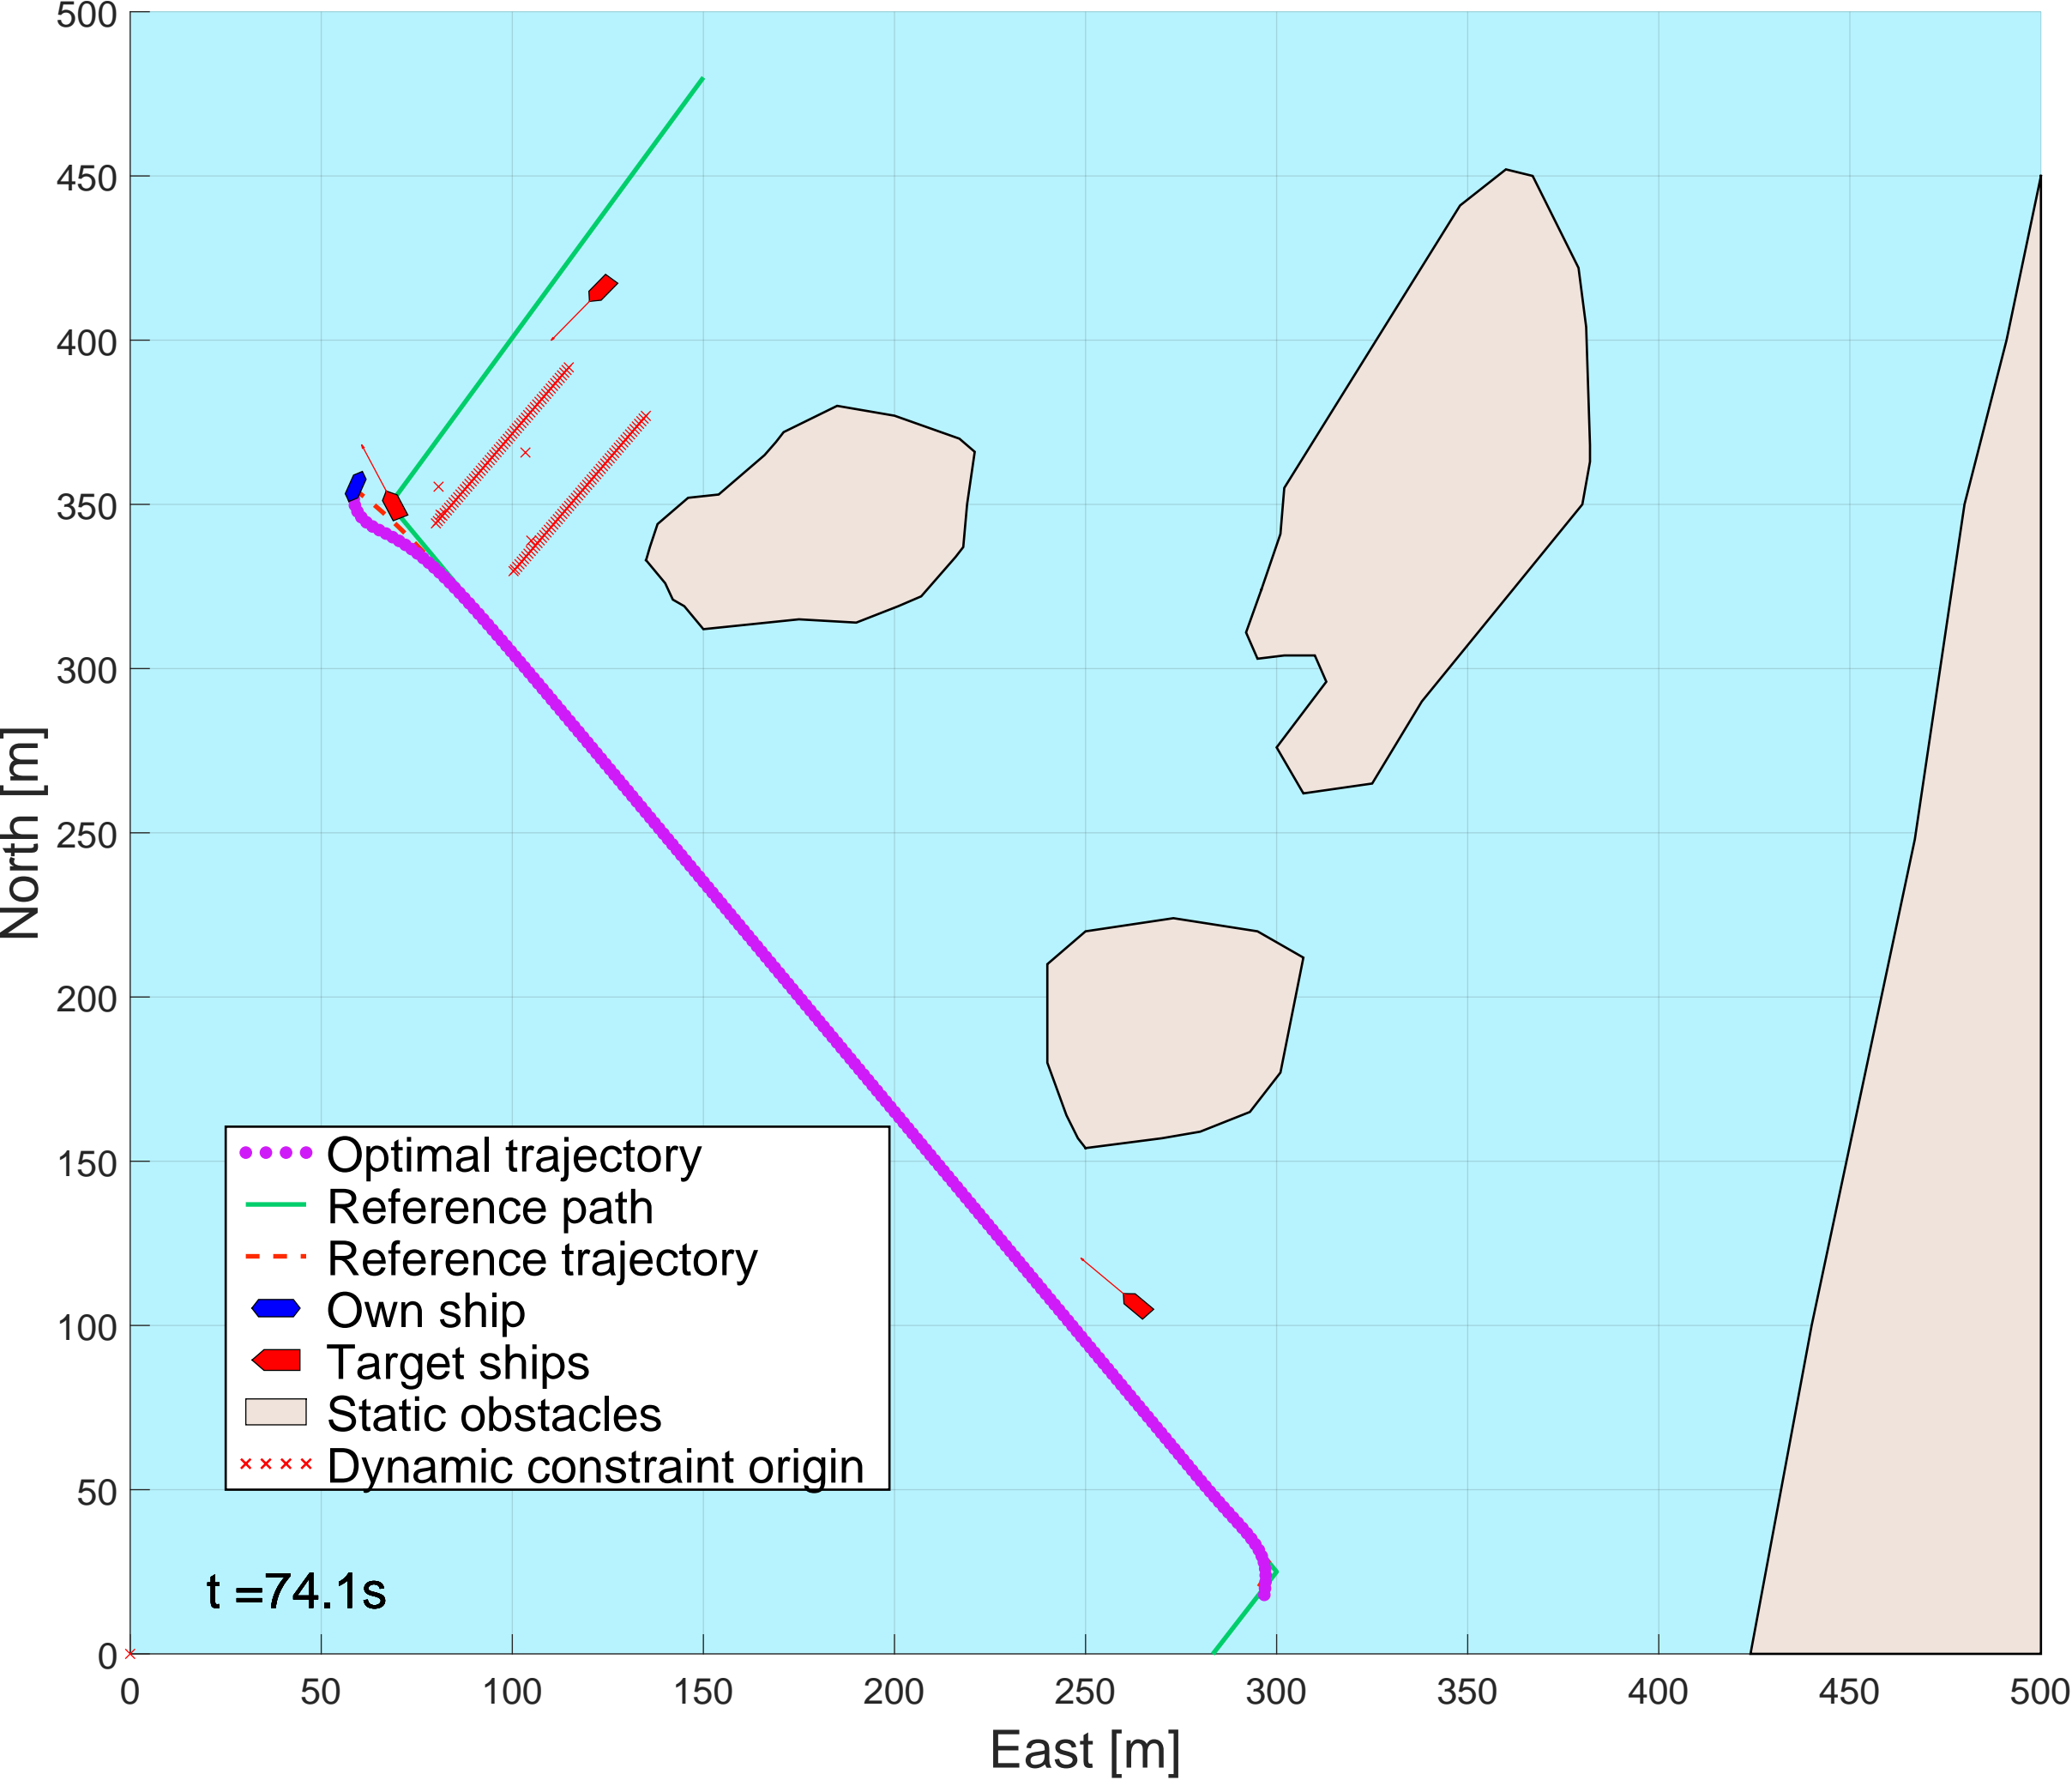 500
450
400
350
300
250
200
150
100
50
0
North [m]
Optimal trajectory
Reference path
Reference trajectory
Own ship
Target ships
Static obstacles
Dynamic constraint origin
t =74.1s
0 50 100 150 200 250 300 350 400 450 500
East [m]